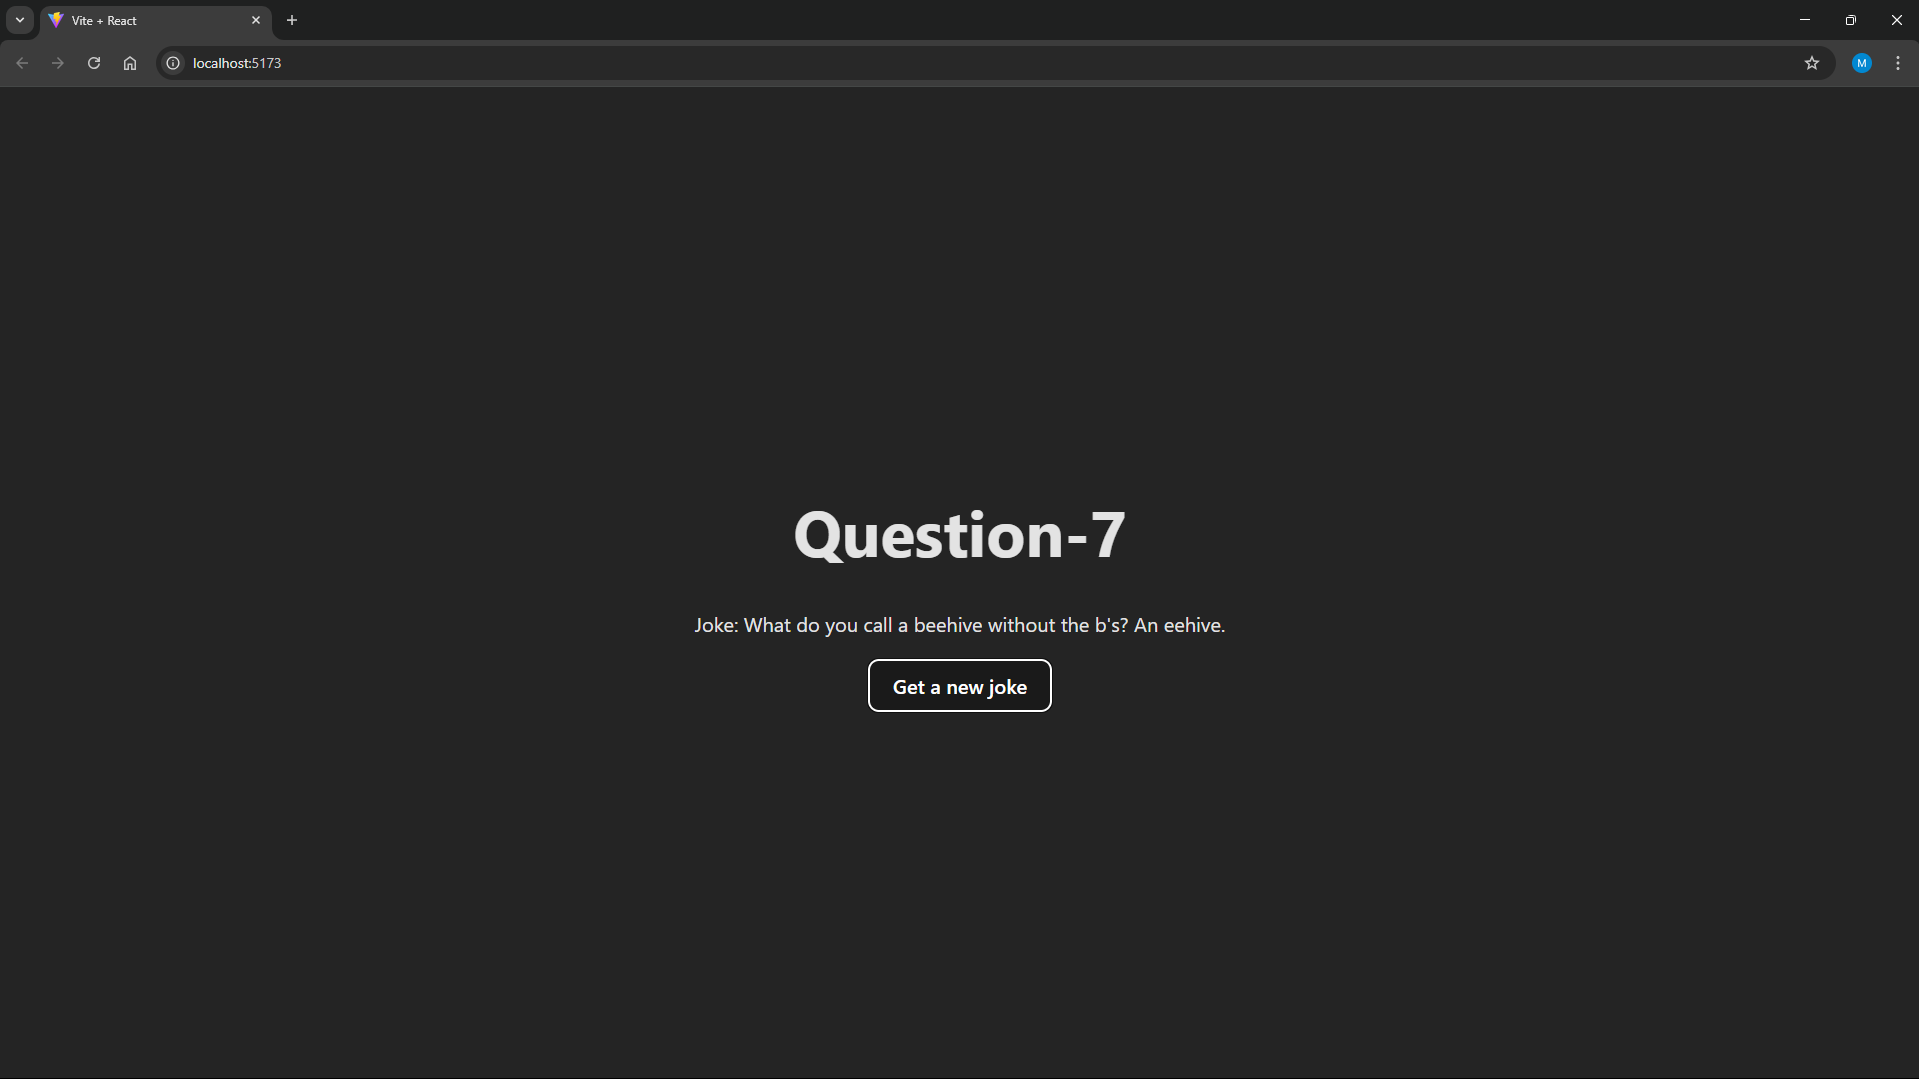 Vite + React
localhost:5173
M
Question-7
Joke: What do you call a beehive without the b's? An eehive.
Get a new joke